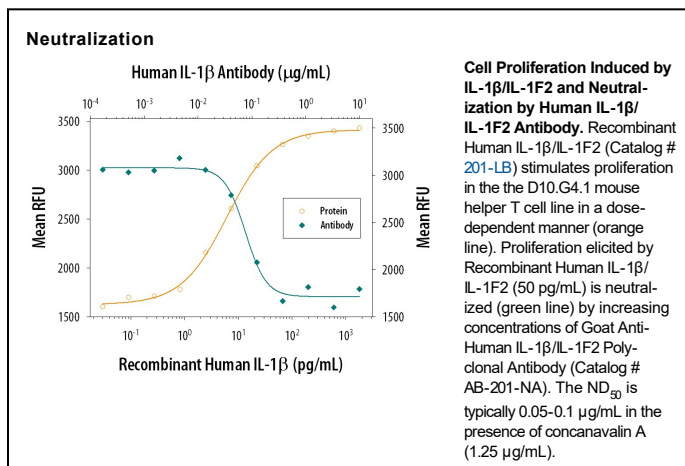 Neutralization
Human IL-1β Antibody (µg/mL)
10⁻⁴ 10⁻³ 10⁻² 10⁻¹ 10⁰ 10¹
3500
3000
2500
2000
1500
Mean RFU
Protein
Antibody
3500
3000
2500
2000
1500
Mean RFU
10⁻¹ 10⁰ 10¹ 10² 10³
Recombinant Human IL-1β (pg/mL)
Cell Proliferation Induced by
IL-1β/IL-1F2 and Neutral-
ization by Human IL-1β/
IL-1F2 Antibody. Recombinant
Human IL-1β/IL-1F2 (Catalog #
201-LB) stimulates proliferation
in the the D10.G4.1 mouse
helper T cell line in a dose-
dependent manner (orange
line). Proliferation elicited by
Recombinant Human IL-1β/
IL-1F2 (50 pg/mL) is neutral-
ized (green line) by increasing
concentrations of Goat Anti-
Human IL-1β/IL-1F2 Poly-
clonal Antibody (Catalog #
AB-201-NA). The ND₅₀ is
typically 0.05-0.1 µg/mL in the
presence of concanavalin A
(1.25 µg/mL).